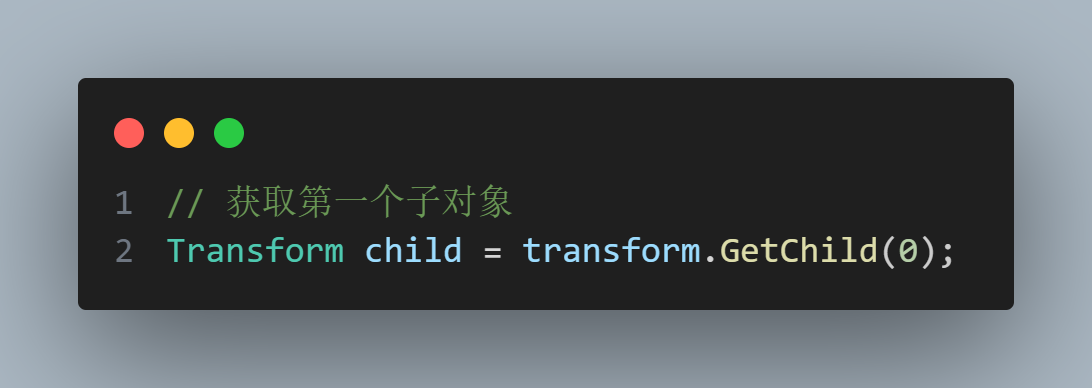 1 // 获取第一个子对象
2 Transform child = transform.GetChild(0);